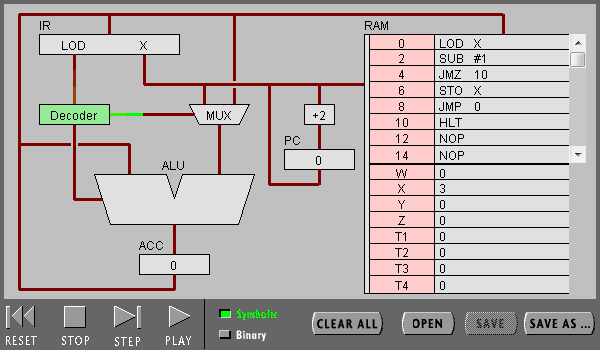 IR
LOD X
Decoder
MUX
+2
PC
0
ALU
ACC
0
RAM
0 LOD X
2 SUB #1
4 JMZ 10
6 STO X
8 JMP 0
10 HLT
12 NOP
14 NOP
W 0
X 3
Y 0
Z 0
T1 0
T2 0
T3 0
T4 0
RESET
STOP
STEP
PLAY
Symbolic
Binary
CLEAR ALL
OPEN
SAVE
SAVE AS ...